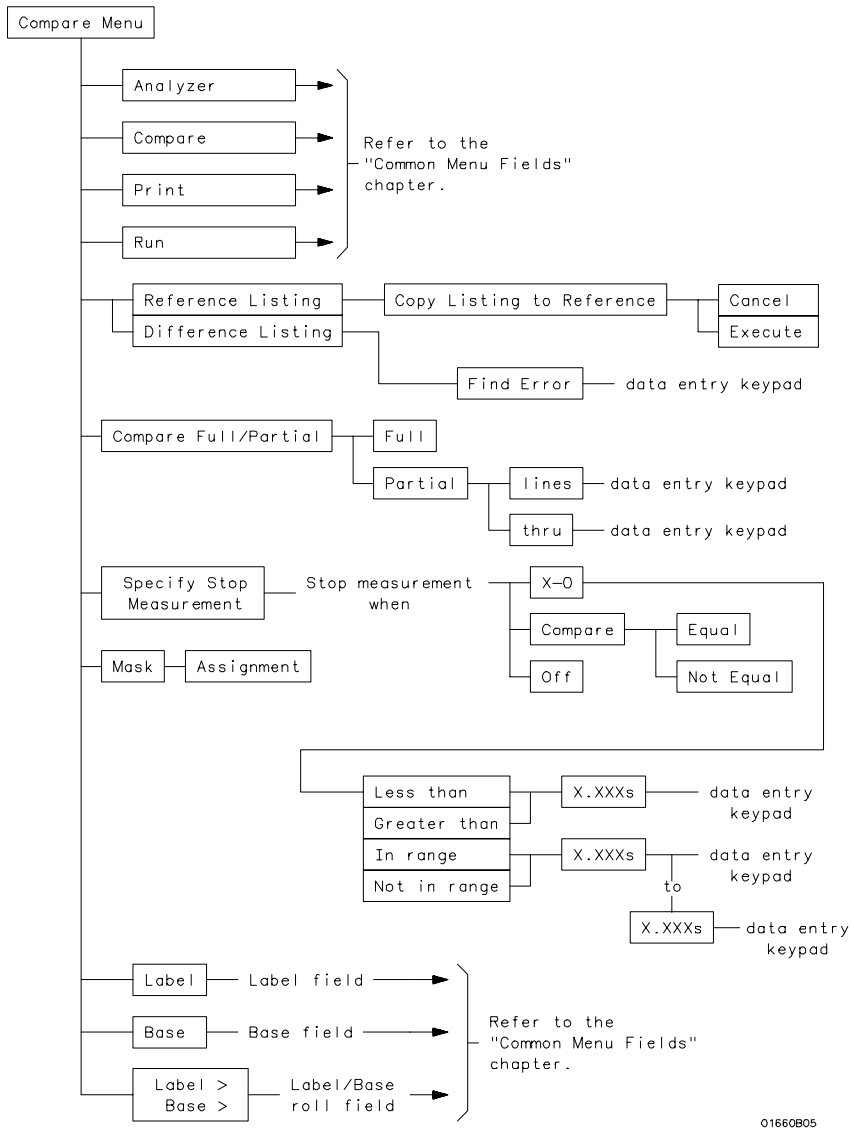 Compare Menu
Analyzer
Compare
Print
Run
Refer to the
"Common Menu Fields"
chapter.
Reference Listing
Copy Listing to Reference
Cancel
Difference Listing
Execute
Find Error
data entry keypad
Compare Full/Partial
Full
Partial
lines
data entry keypad
thru
data entry keypad
Specify Stop
Measurement
Stop measurement
when
X-O
Compare
Equal
Off
Not Equal
Mask
Assignment
Less than
X.XXXs
data entry
keypad
Greater than
In range
X.XXXs
data entry
keypad
Not in range
to
X.XXXs
data entry
keypad
Label
Label field
Base
Base field
Label >
Base >
Label/Base
roll field
Refer to the
"Common Menu Fields"
chapter.
01660B05